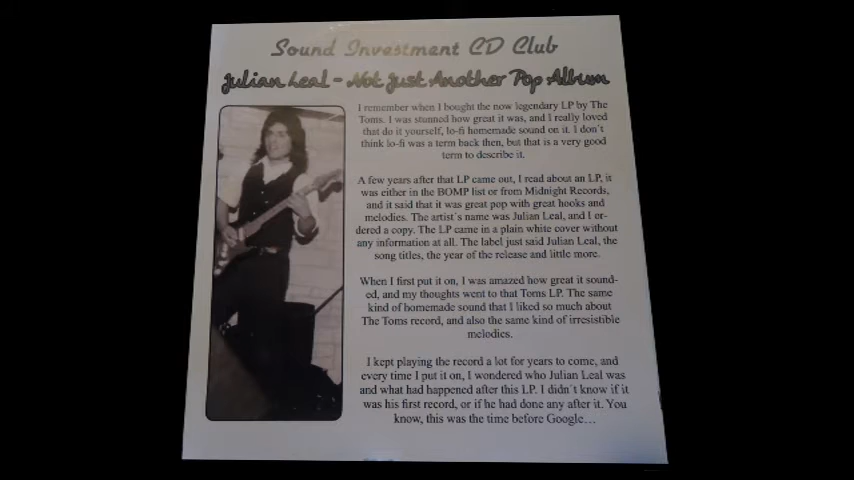 Sound Investment CD Club
Julian Leal - Not Just Another Pop Album
I remember when I bought the now legendary LP by The
Toms. I was stunned how great it was, and I really loved
that do it yourself, lo-fi homemade sound on it. I don´t
think lo-fi was a term back then, but that is a very good
term to describe it.
A few years after that LP came out, I read about an LP, it
was either in the BOMP list or from Midnight Records,
and it said that it was great pop with great hooks and
melodies. The artist´s name was Julian Leal, and I or-
dered a copy. The LP came in a plain white cover without
any information at all. The label just said Julian Leal, the
song titles, the year of the release and little more.
When I first put it on, I was amazed how great it sound-
ed, and my thoughts went to that Toms LP. The same
kind of homemade sound that I liked so much about
The Toms record, and also the same kind of irresistible
melodies.
I kept playing the record a lot for years to come, and
every time I put it on, I wondered who Julian Leal was
and what had happened after this LP. I didn´t know if it
was his first record, or if he had done any after it. You
know, this was the time before Google...